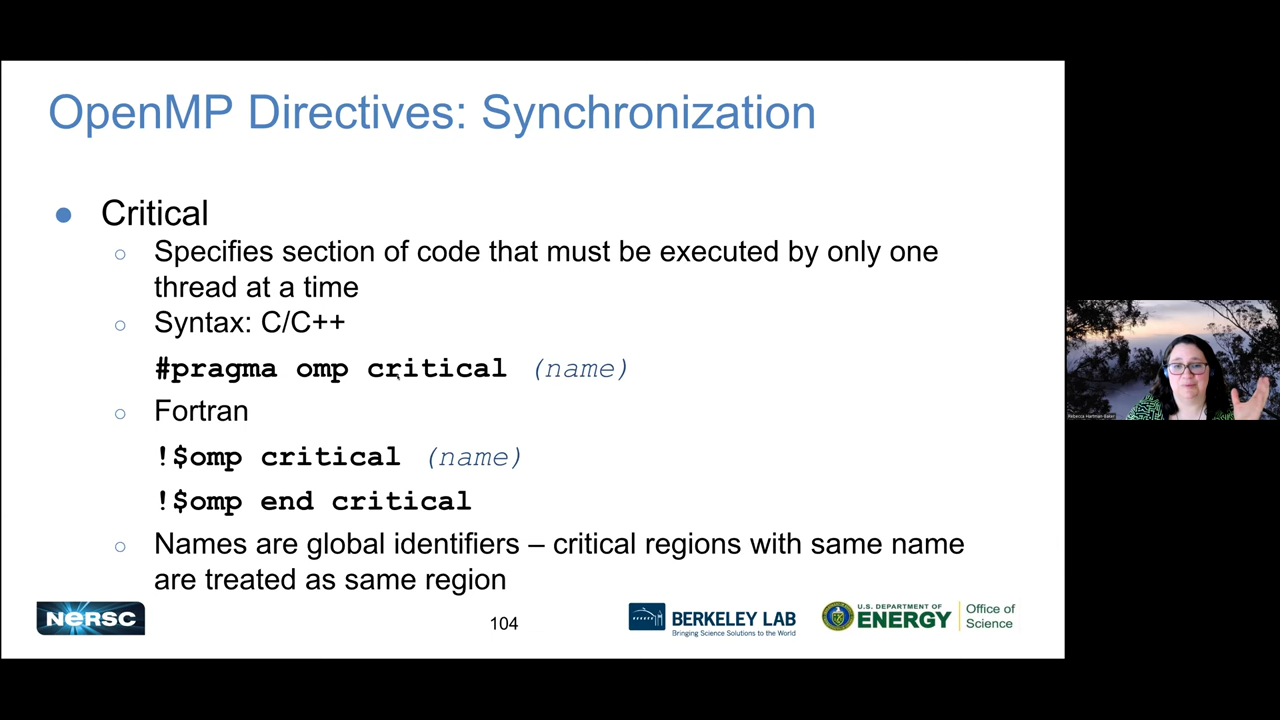 OpenMP Directives: Synchronization
● Critical
○ Specifies section of code that must be executed by only one
thread at a time
○ Syntax: C/C++
#pragma omp critical (name)
○ Fortran
!$omp critical (name)
!$omp end critical
○ Names are global identifiers – critical regions with same name
are treated as same region
NERSC
104
BERKELEY LAB
Bringing Science Solutions to the World
U.S. DEPARTMENT OF
ENERGY
Office of
Science
Rebecca Hartman-Baker